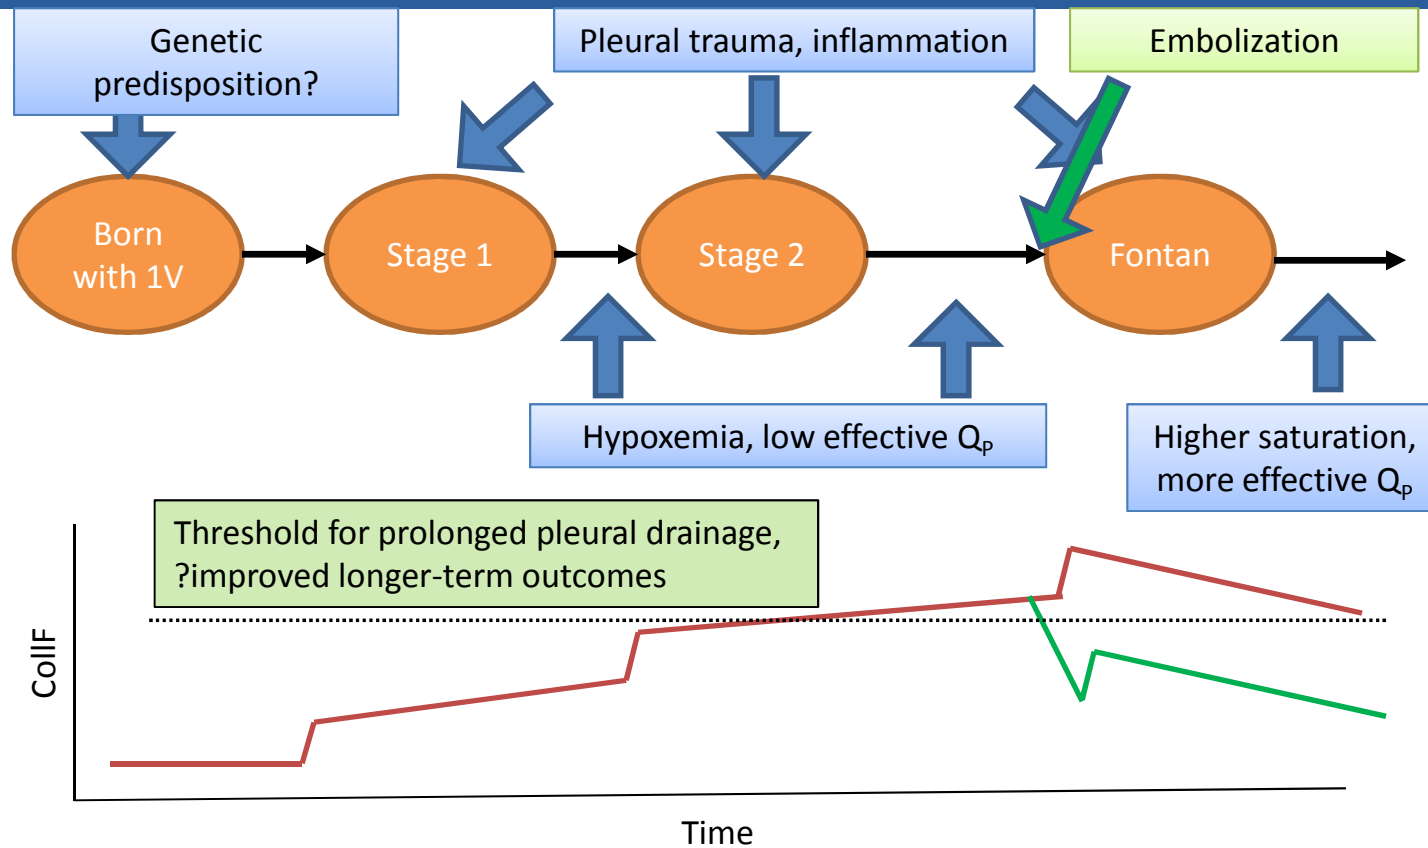 Genetic
predisposition?
Pleural trauma, inflammation
Embolization
Born
with 1V
Stage 1
Stage 2
Fontan
Hypoxemia, low effective QP
Higher saturation,
more effective QP
Threshold for prolonged pleural drainage,
?improved longer-term outcomes
CollF
Time